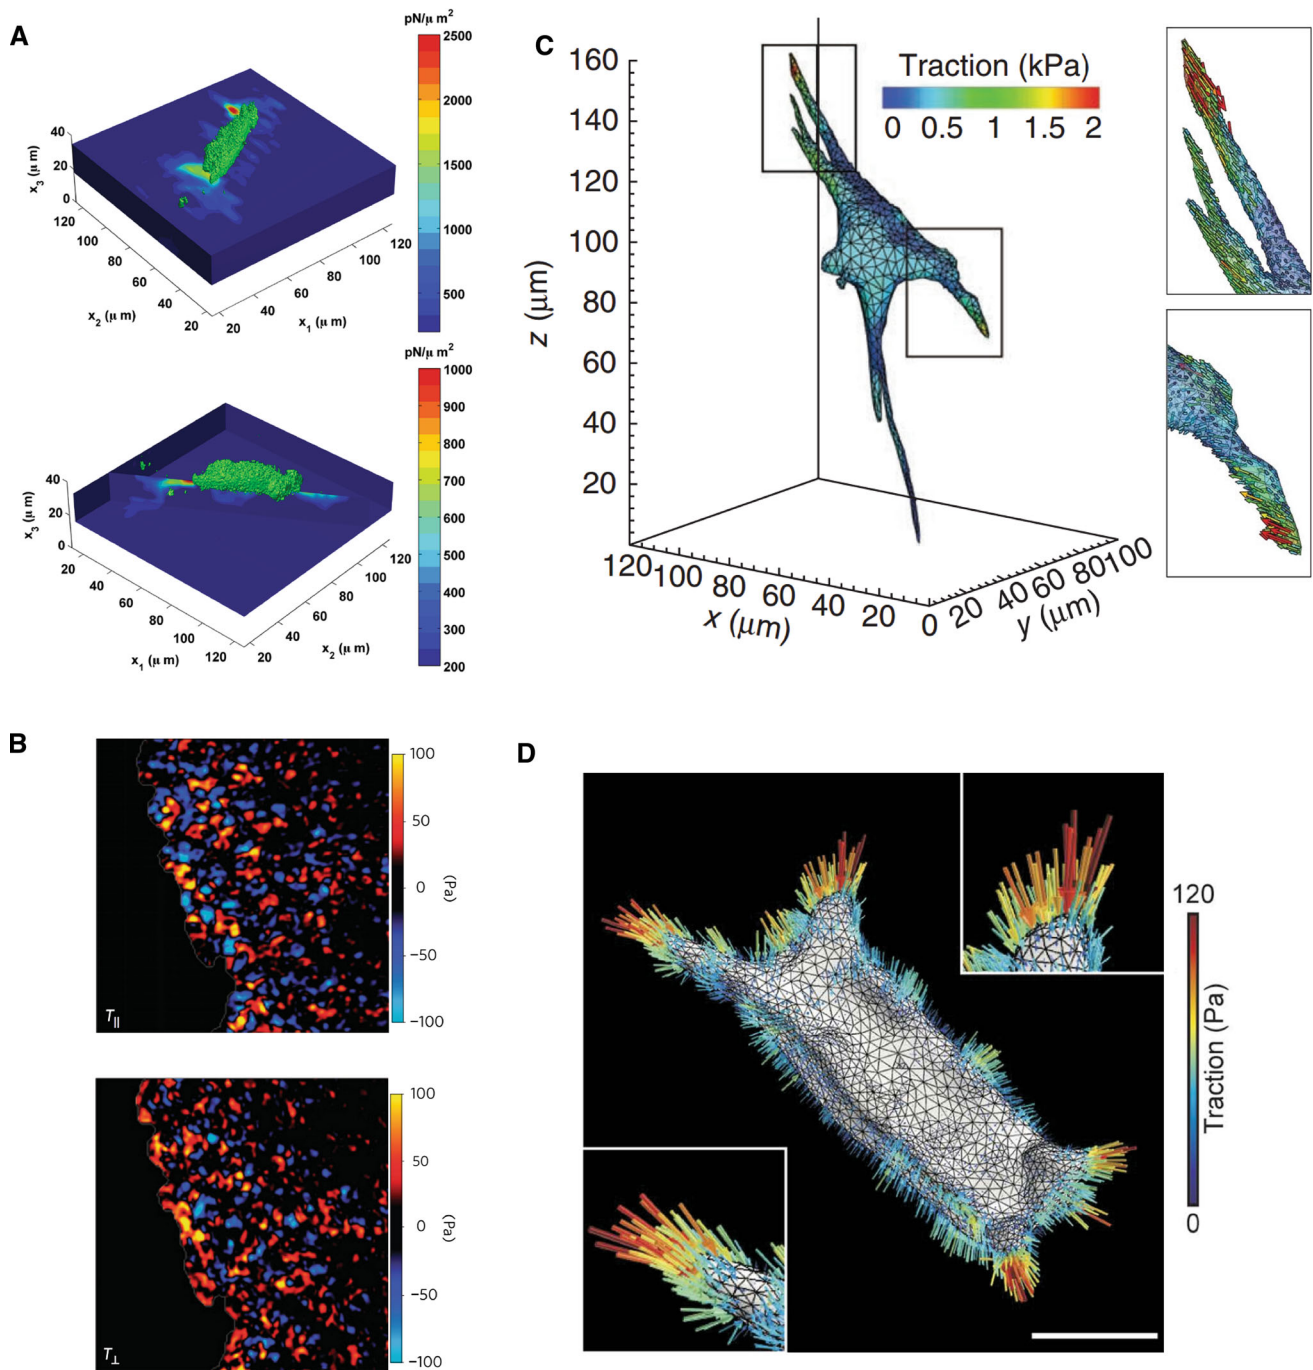 A
pN/μ m²
2500
2000
1500
1000
500
40
20
0
x₃ (μ m)
120
100
80
60
40
20
x₂ (μ m)
20
40
60
80
100
120
x₁ (μ m)
pN/μ m²
1000
900
800
700
600
500
400
300
200
40
20
0
x₃ (μ m)
20
40
60
80
100
120
x₁ (μ m)
20
40
60
80
100
120
x₂ (μ m)
C
Traction (kPa)
0 0.5 1 1.5 2
160
140
120
100
80
60
40
20
z (μm)
120 100 80 60 40 20 0
x (μm)
20 40 60 80 100
y (μm)
B
100
50
0
−50
−100
(Pa)
T||
100
50
0
−50
−100
(Pa)
T⊥
D
120
Traction (Pa)
0